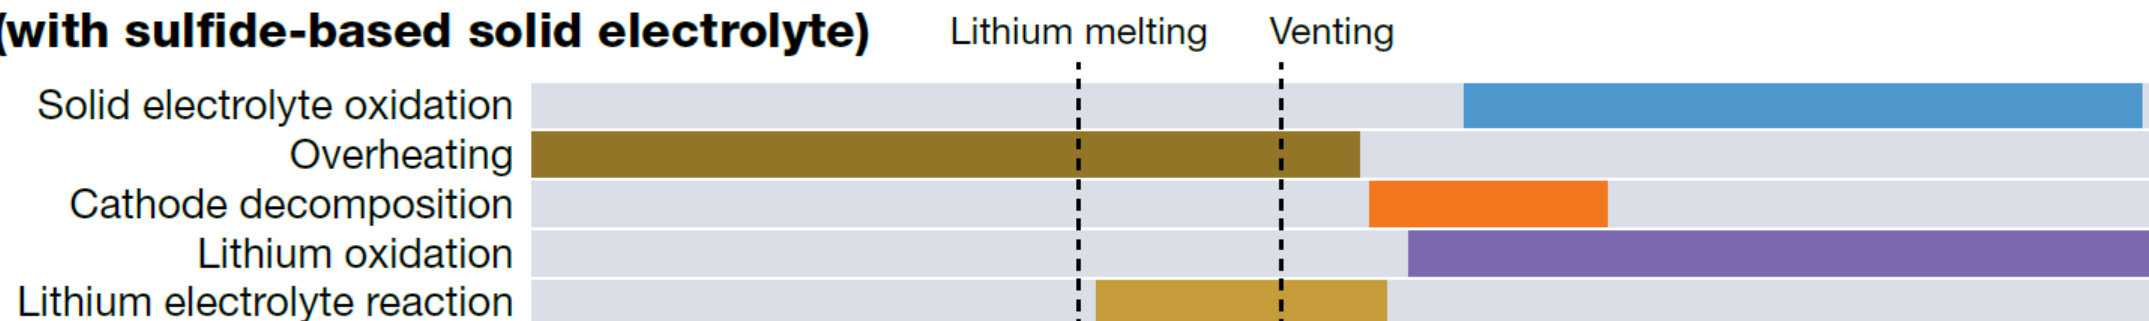 (with sulfide-based solid electrolyte)
Lithium melting
Venting
Solid electrolyte oxidation
Overheating
Cathode decomposition
Lithium oxidation
Lithium electrolyte reaction